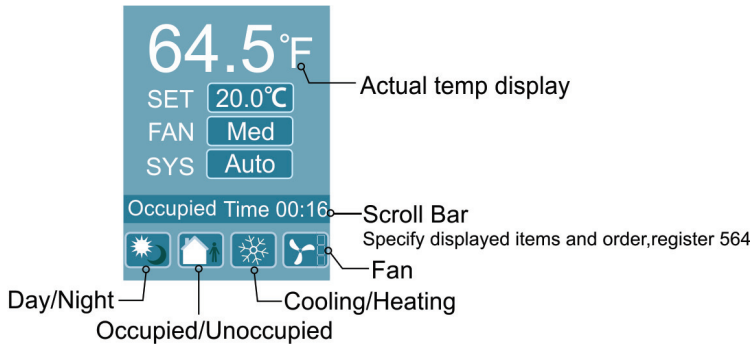 64.5°F
Actual temp display
SET 20.0℃
FAN Med
SYS Auto
Occupied Time 00:16
Scroll Bar
Specify displayed items and order,register 564
Fan
Day/Night
Cooling/Heating
Occupied/Unoccupied